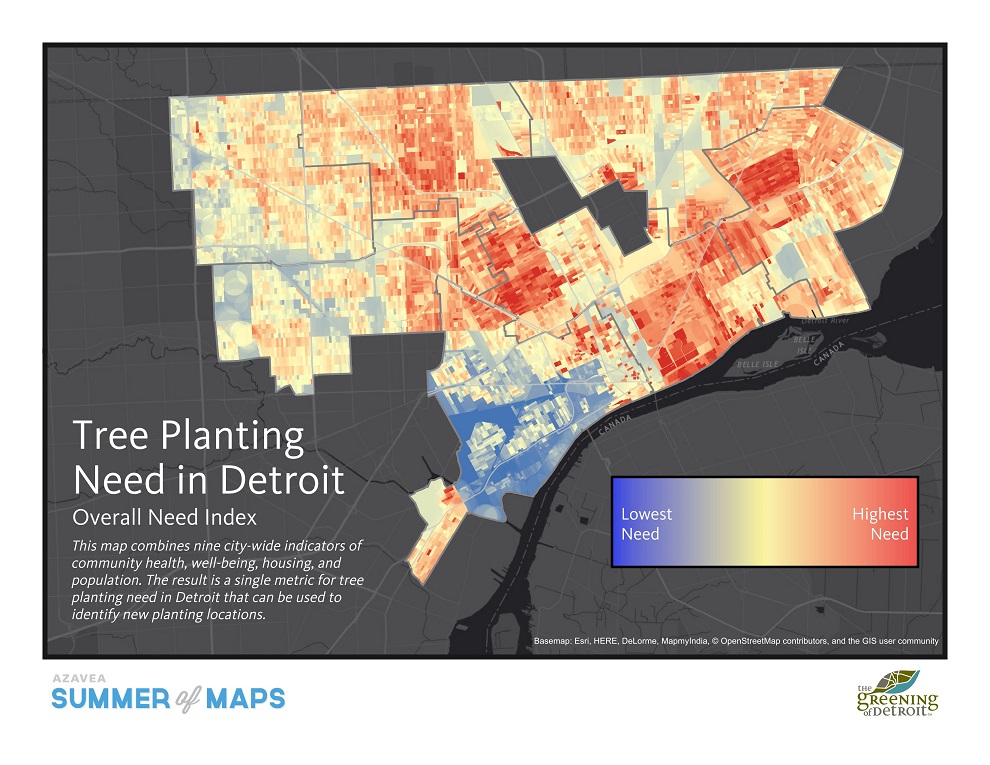 Detroit River
BELLE
ISLE
BELLE ISLE
CANADA
CANADA
Tree Planting
Need in Detroit
Overall Need Index
This map combines nine city-wide indicators of
community health, well-being, housing, and
population. The result is a single metric for tree
planting need in Detroit that can be used to
identify new planting locations.
Lowest
Need
Highest
Need
Basemap: Esri, HERE, DeLorme, MapmyIndia, © OpenStreetMap contributors, and the GIS user community
AZAVEA
SUMMER of MAPS
THE
GREENING
OF DETROIT